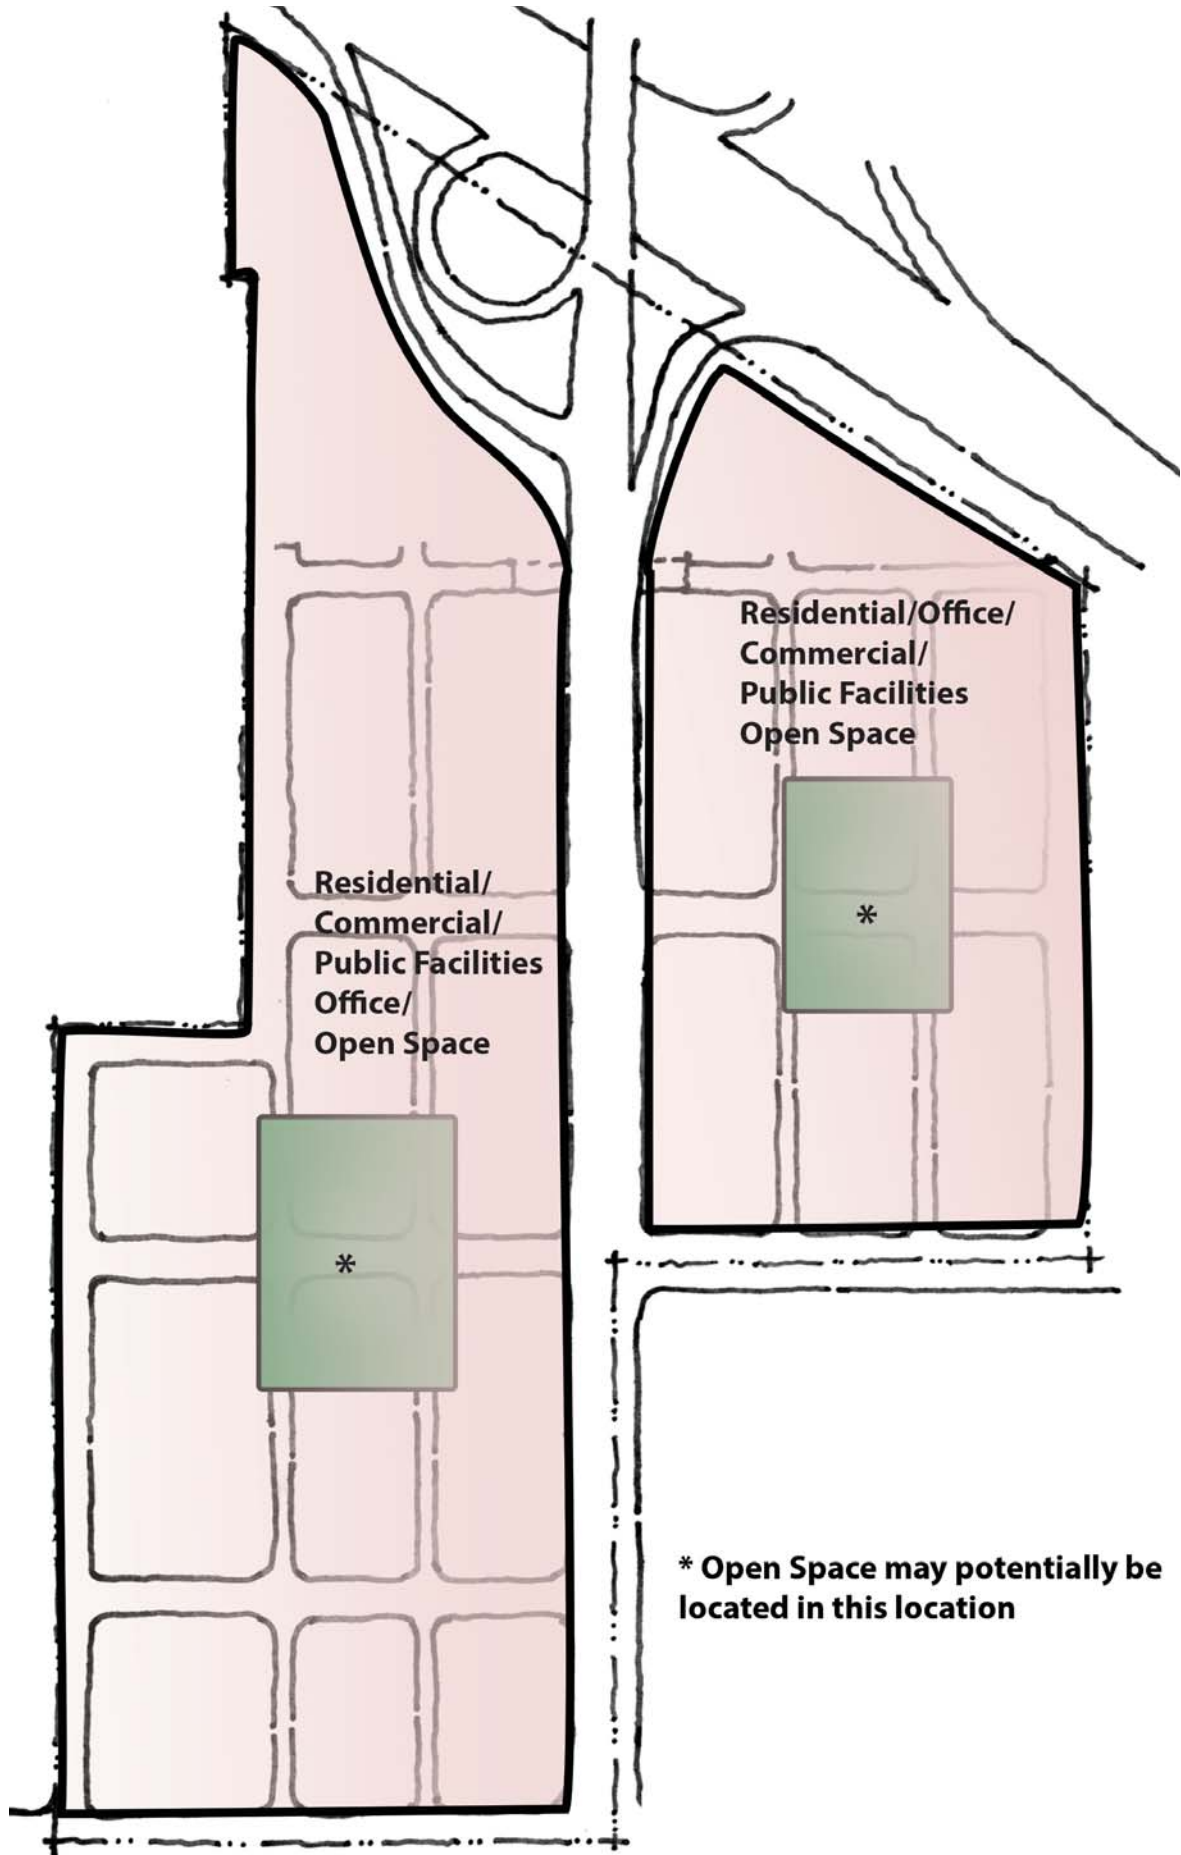 Residential/Office/
Commercial/
Public Facilities
Open Space
*
Residential/
Commercial/
Public Facilities
Office/
Open Space
*
* Open Space may potentially be
located in this location